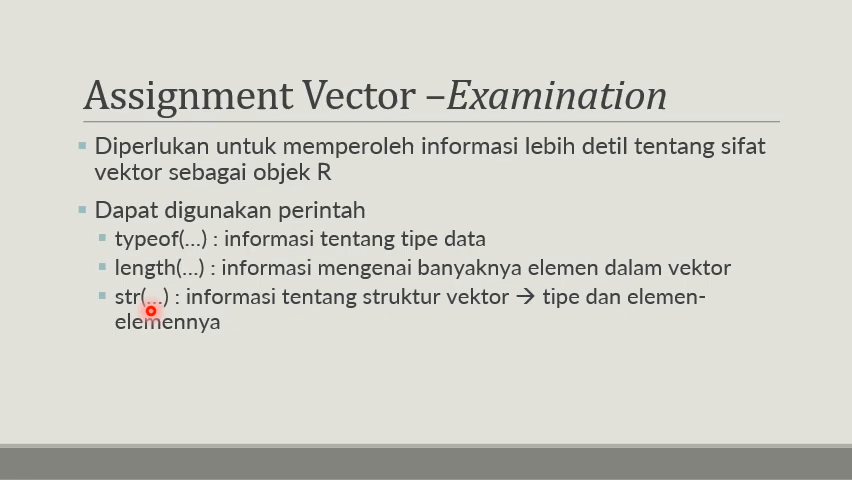 Assignment Vector –Examination
Diperlukan untuk memperoleh informasi lebih detil tentang sifat
vektor sebagai objek R
Dapat digunakan perintah
typeof(...) : informasi tentang tipe data
length(...) : informasi mengenai banyaknya elemen dalam vektor
str(...) : informasi tentang struktur vektor → tipe dan elemen-
elemennya